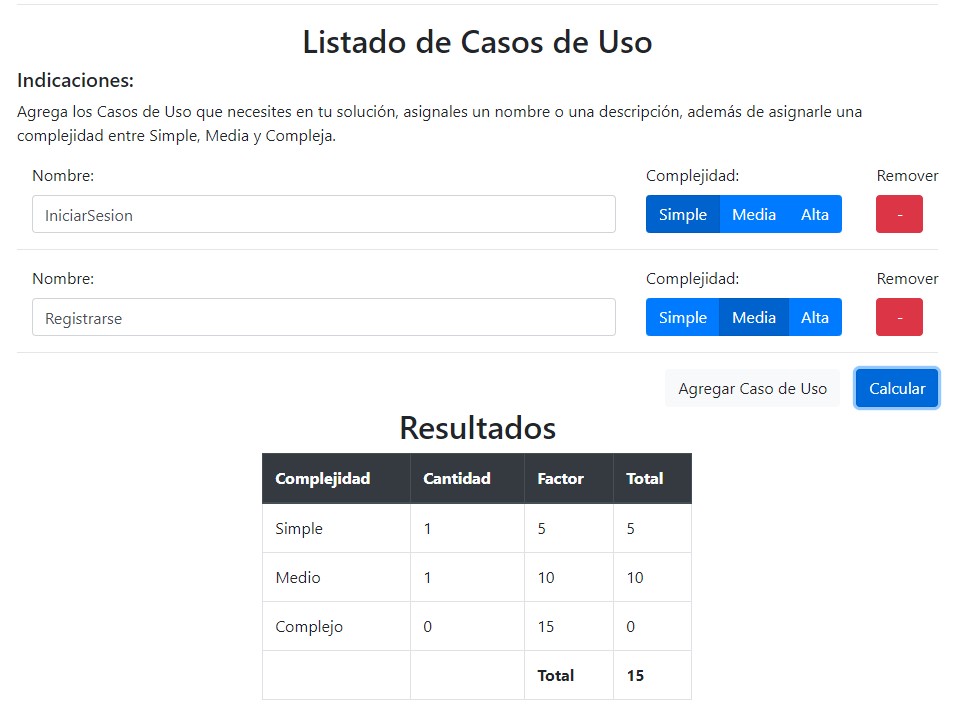 Listado de Casos de Uso
Indicaciones:
Agrega los Casos de Uso que necesites en tu solución, asignales un nombre o una descripción, además de asignarle una
complejidad entre Simple, Media y Compleja.
Nombre: Complejidad: Remover
IniciarSesion Simple Media Alta -
Nombre: Complejidad: Remover
Registrarse Simple Media Alta -
Agregar Caso de Uso Calcular
Resultados
Complejidad Cantidad Factor Total
Simple 1 5 5
Medio 1 10 10
Complejo 0 15 0
Total 15